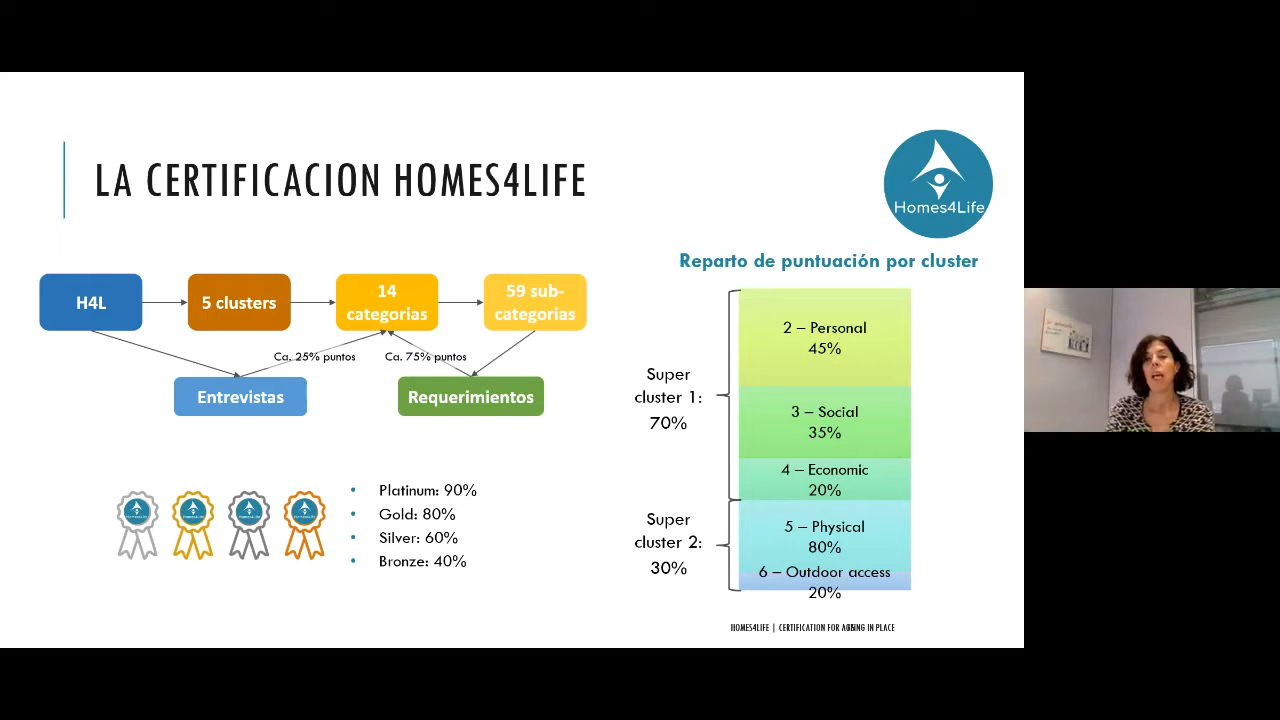 LA CERTIFICACION HOMES4LIFE
Homes4Life
H4L
5 clusters
14
categorias
59 sub-
categorias
Ca. 25% puntos
Ca. 75% puntos
Entrevistas
Requerimientos
• Platinum: 90%
• Gold: 80%
• Silver: 60%
• Bronze: 40%
Reparto de puntuación por cluster
Super
cluster 1:
70%
2 – Personal
45%
3 – Social
35%
4 – Economic
20%
Super
cluster 2:
30%
5 – Physical
80%
6 – Outdoor access
20%
HOMES4LIFE | CERTIFICATION FOR AGEING IN PLACE